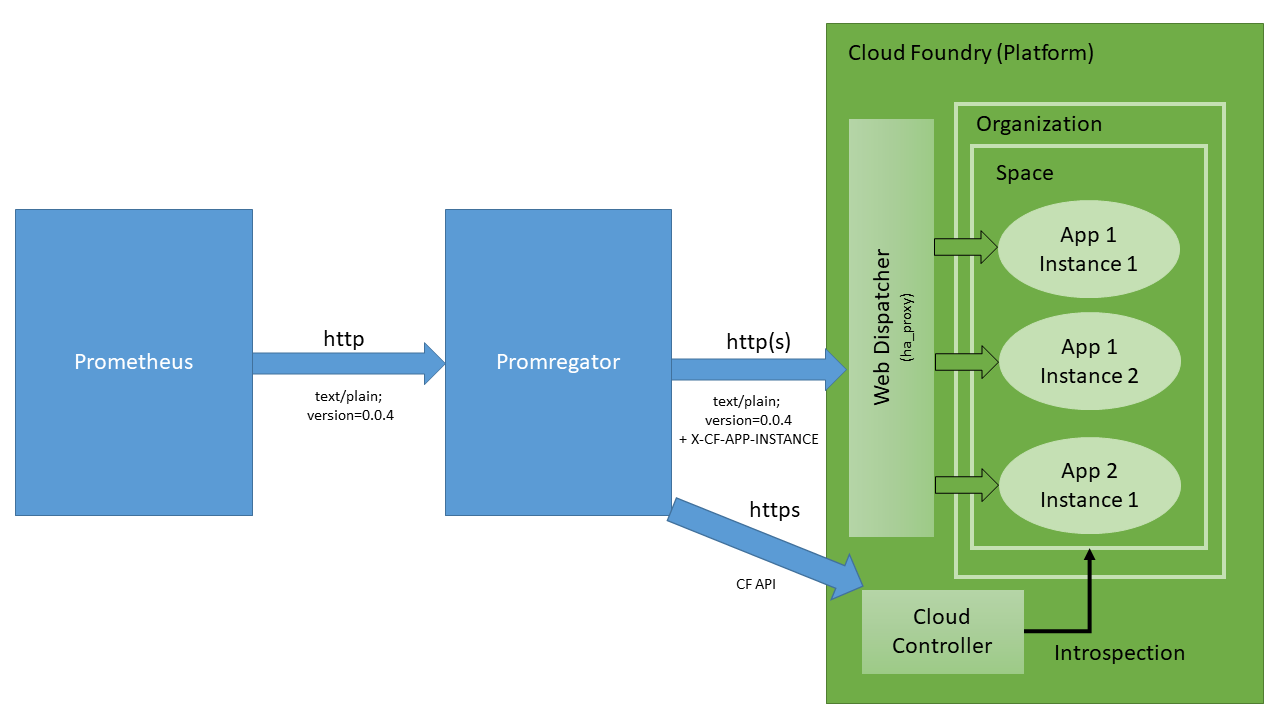 Cloud Foundry (Platform)
Organization
Space
App 1
Instance 1
App 1
Instance 2
App 2
Instance 1
Web Dispatcher
(ha_proxy)
Prometheus
http
text/plain;
version=0.0.4
Promregator
http(s)
text/plain;
version=0.0.4
+ X-CF-APP-INSTANCE
https
CF API
Cloud
Controller
Introspection